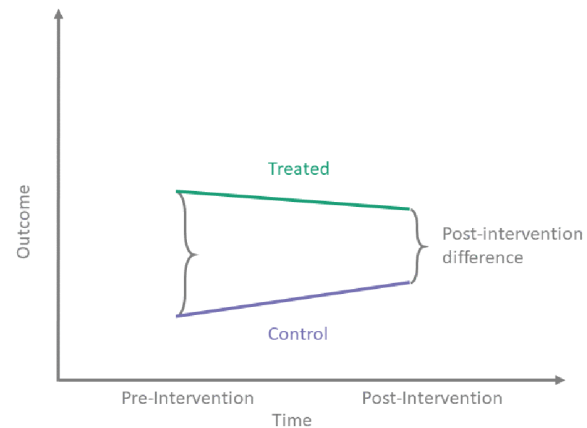 Treated
Outcome
Post-intervention
difference
Control
Pre-Intervention
Post-Intervention
Time